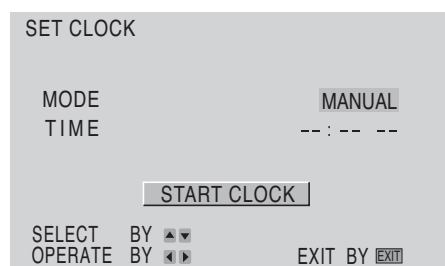 SET CLOCK
MODE MANUAL
TIME --:-- --
START CLOCK
SELECT BY ▲▼
OPERATE BY ◀▶ EXIT BY EXIT